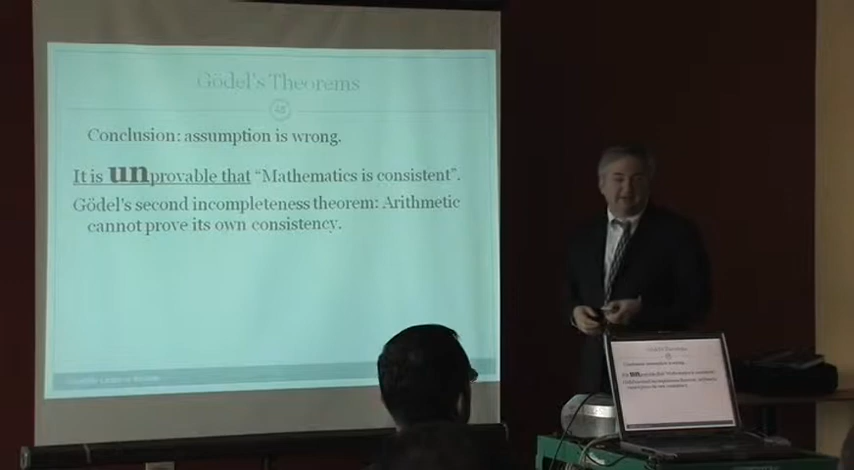 Gödel's Theorems
Conclusion: assumption is wrong.
It is unprovable that “Mathematics is consistent”.
Gödel's second incompleteness theorem: Arithmetic
cannot prove its own consistency.